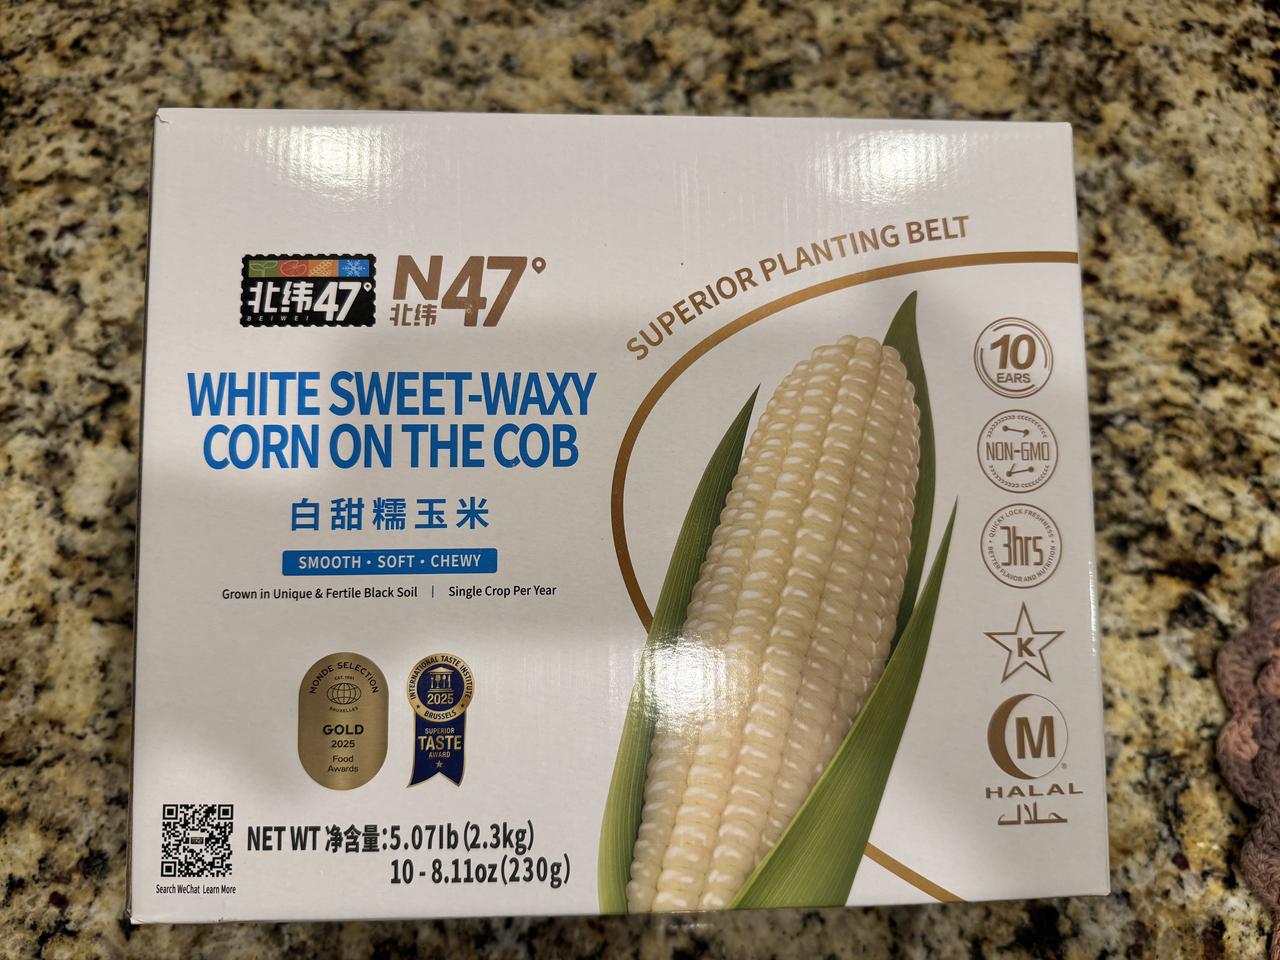 SUPERIOR PLANTING BELT
北纬47°
BEIWEI
N47°
北纬
WHITE SWEET-WAXY
CORN ON THE COB
白甜糯玉米
SMOOTH • SOFT • CHEWY
Grown in Unique & Fertile Black Soil | Single Crop Per Year
10
EARS
NON-GMO
QUICKY LOCK FRESHNESS
3hrs
BETTER FLAVOR AND NUTRITION
K
M
®
HALAL
حلال
MONDE SELECTION
EST. 1961
BRUXELLES
GOLD
2025
Food
Awards
INTERNATIONAL TASTE INSTITUTE
2025
BRUSSELS
SUPERIOR
TASTE
AWARD
Search WeChat Learn More
NET WT 净含量:5.07lb (2.3kg)
10 - 8.11oz (230g)